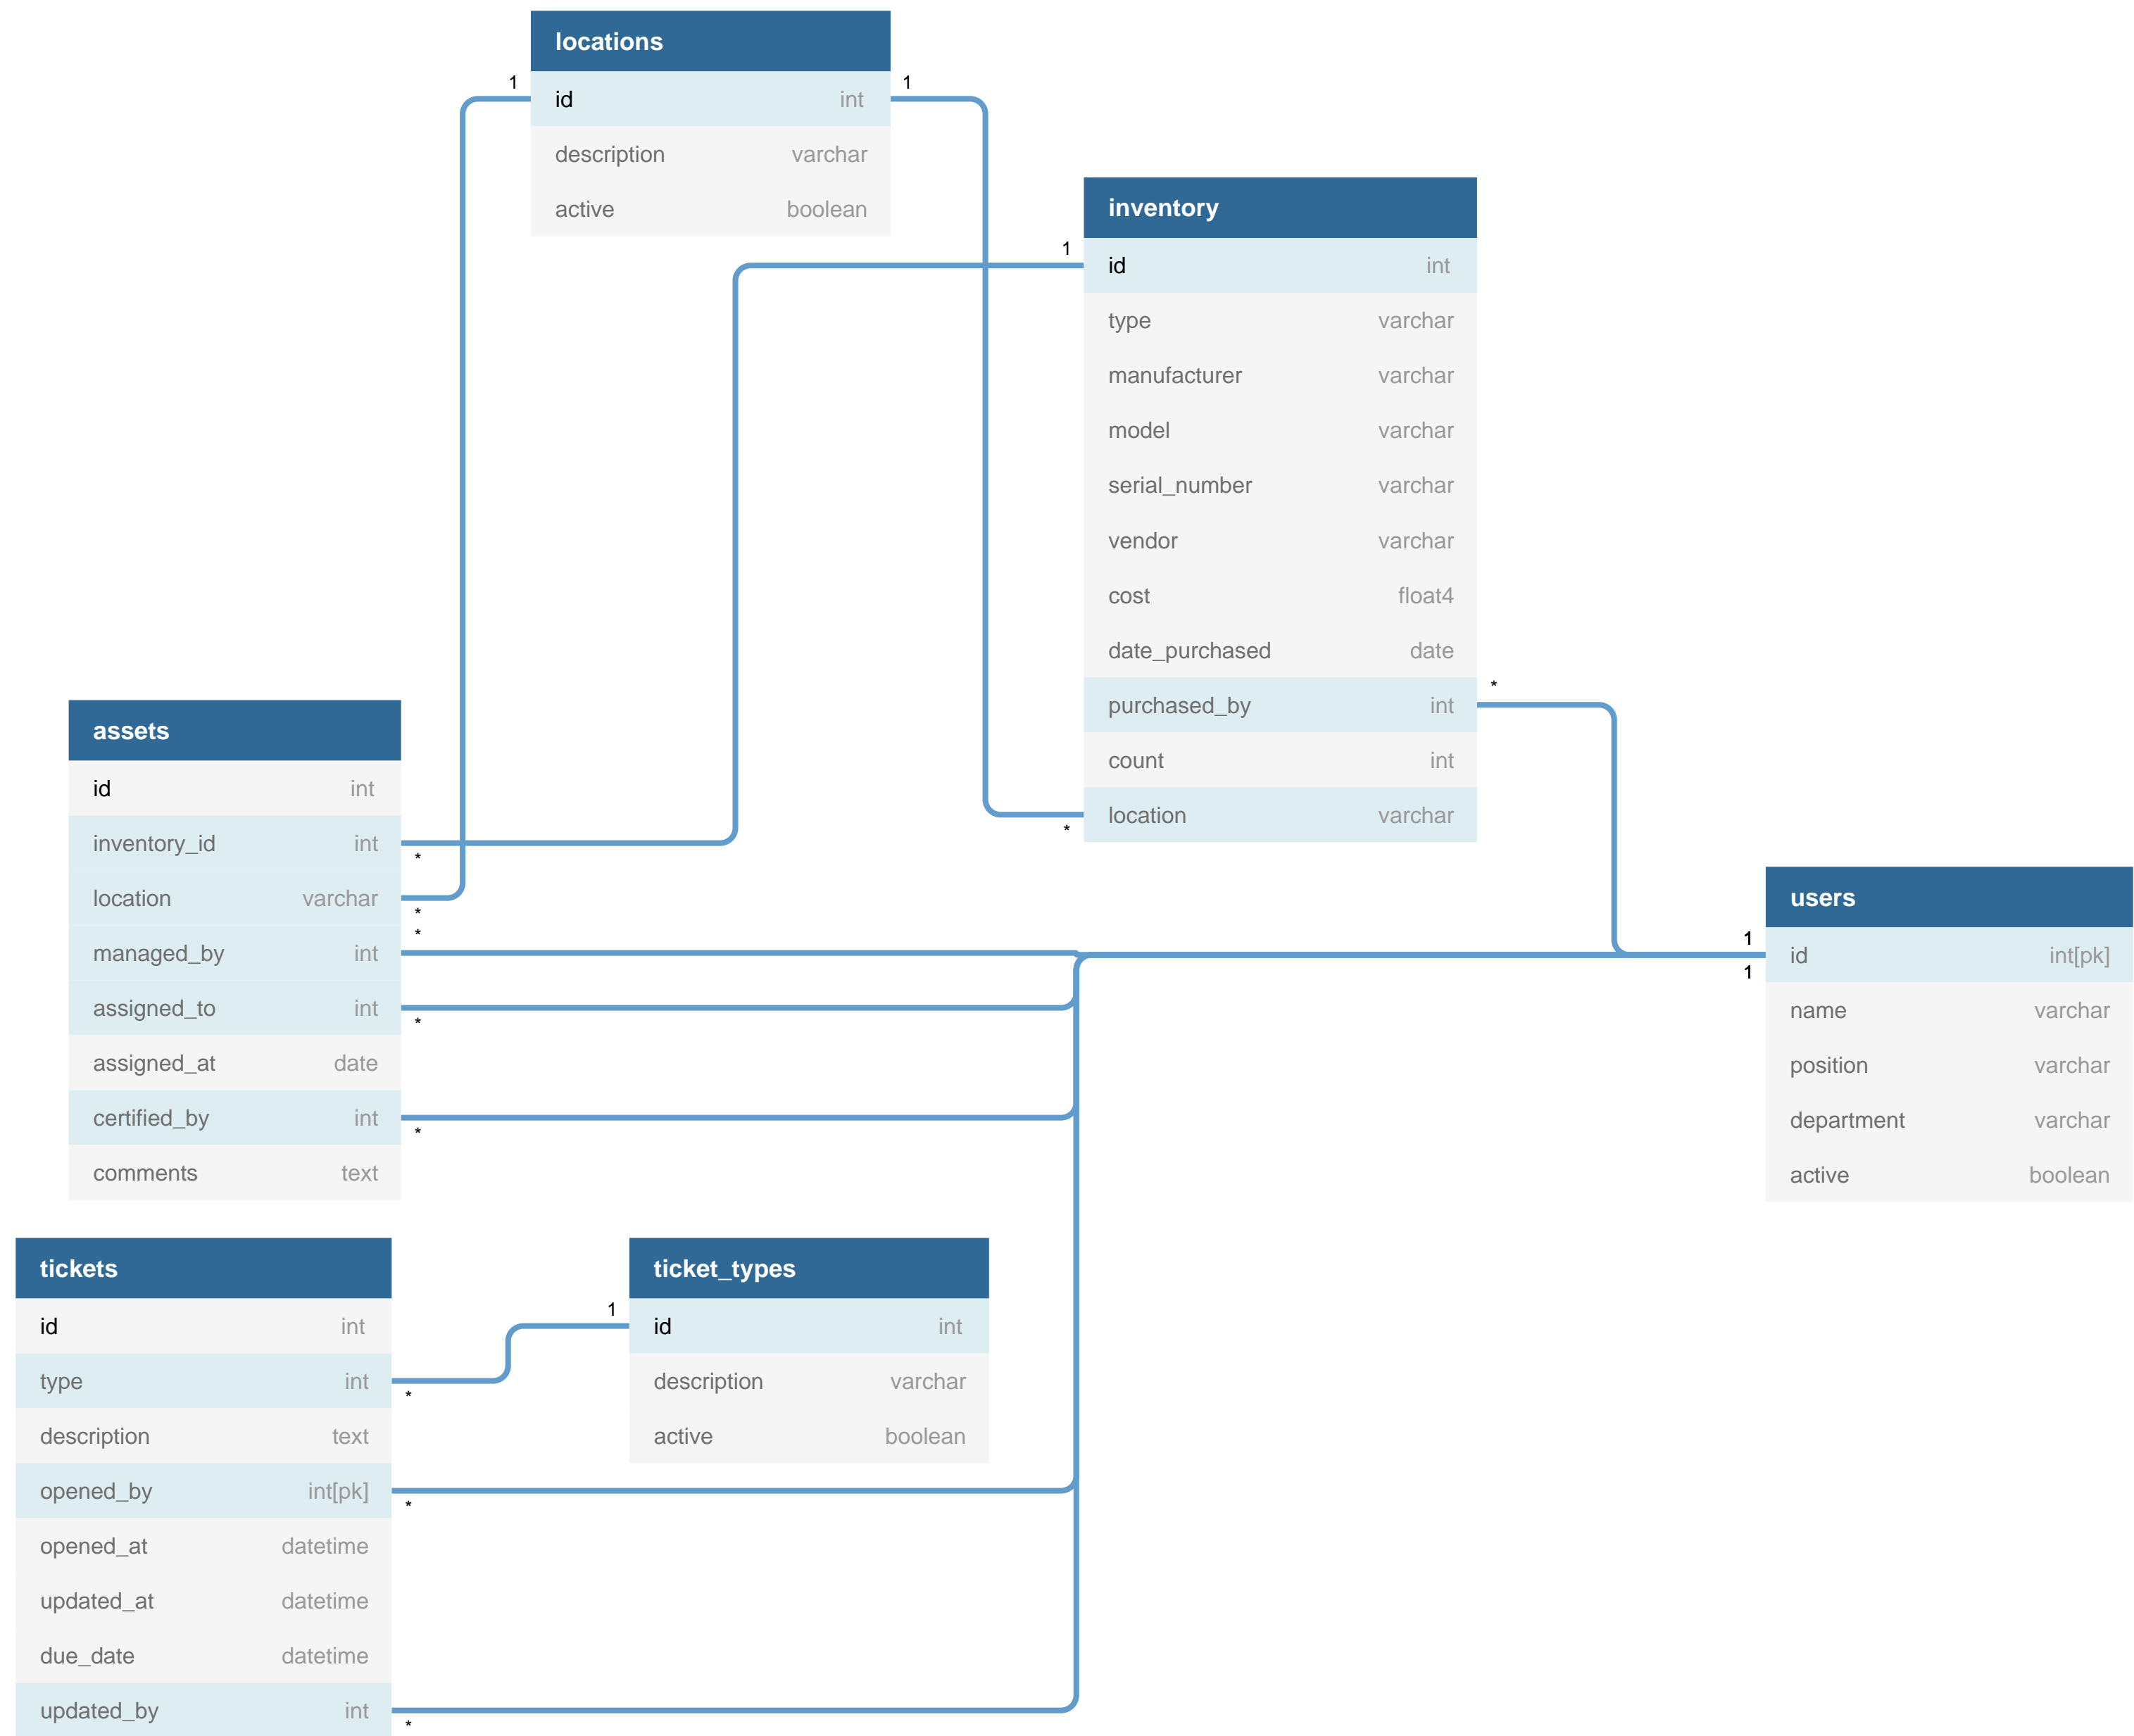 locations
1 id int 1
description varchar
active boolean
inventory
1 id int
type varchar
manufacturer varchar
model varchar
serial_number varchar
vendor varchar
cost float4
date_purchased date
purchased_by int *
count int
location varchar
*
assets
id int
inventory_id int
*
location varchar
*
managed_by int *
assigned_to int
*
assigned_at date
certified_by int
*
comments text
users
1
id int[pk]
1
name varchar
position varchar
department varchar
active boolean
tickets
id int
type int
*
description text
opened_by int[pk]
*
opened_at datetime
updated_at datetime
due_date datetime
updated_by int
*
ticket_types
1 id int
description varchar
active boolean